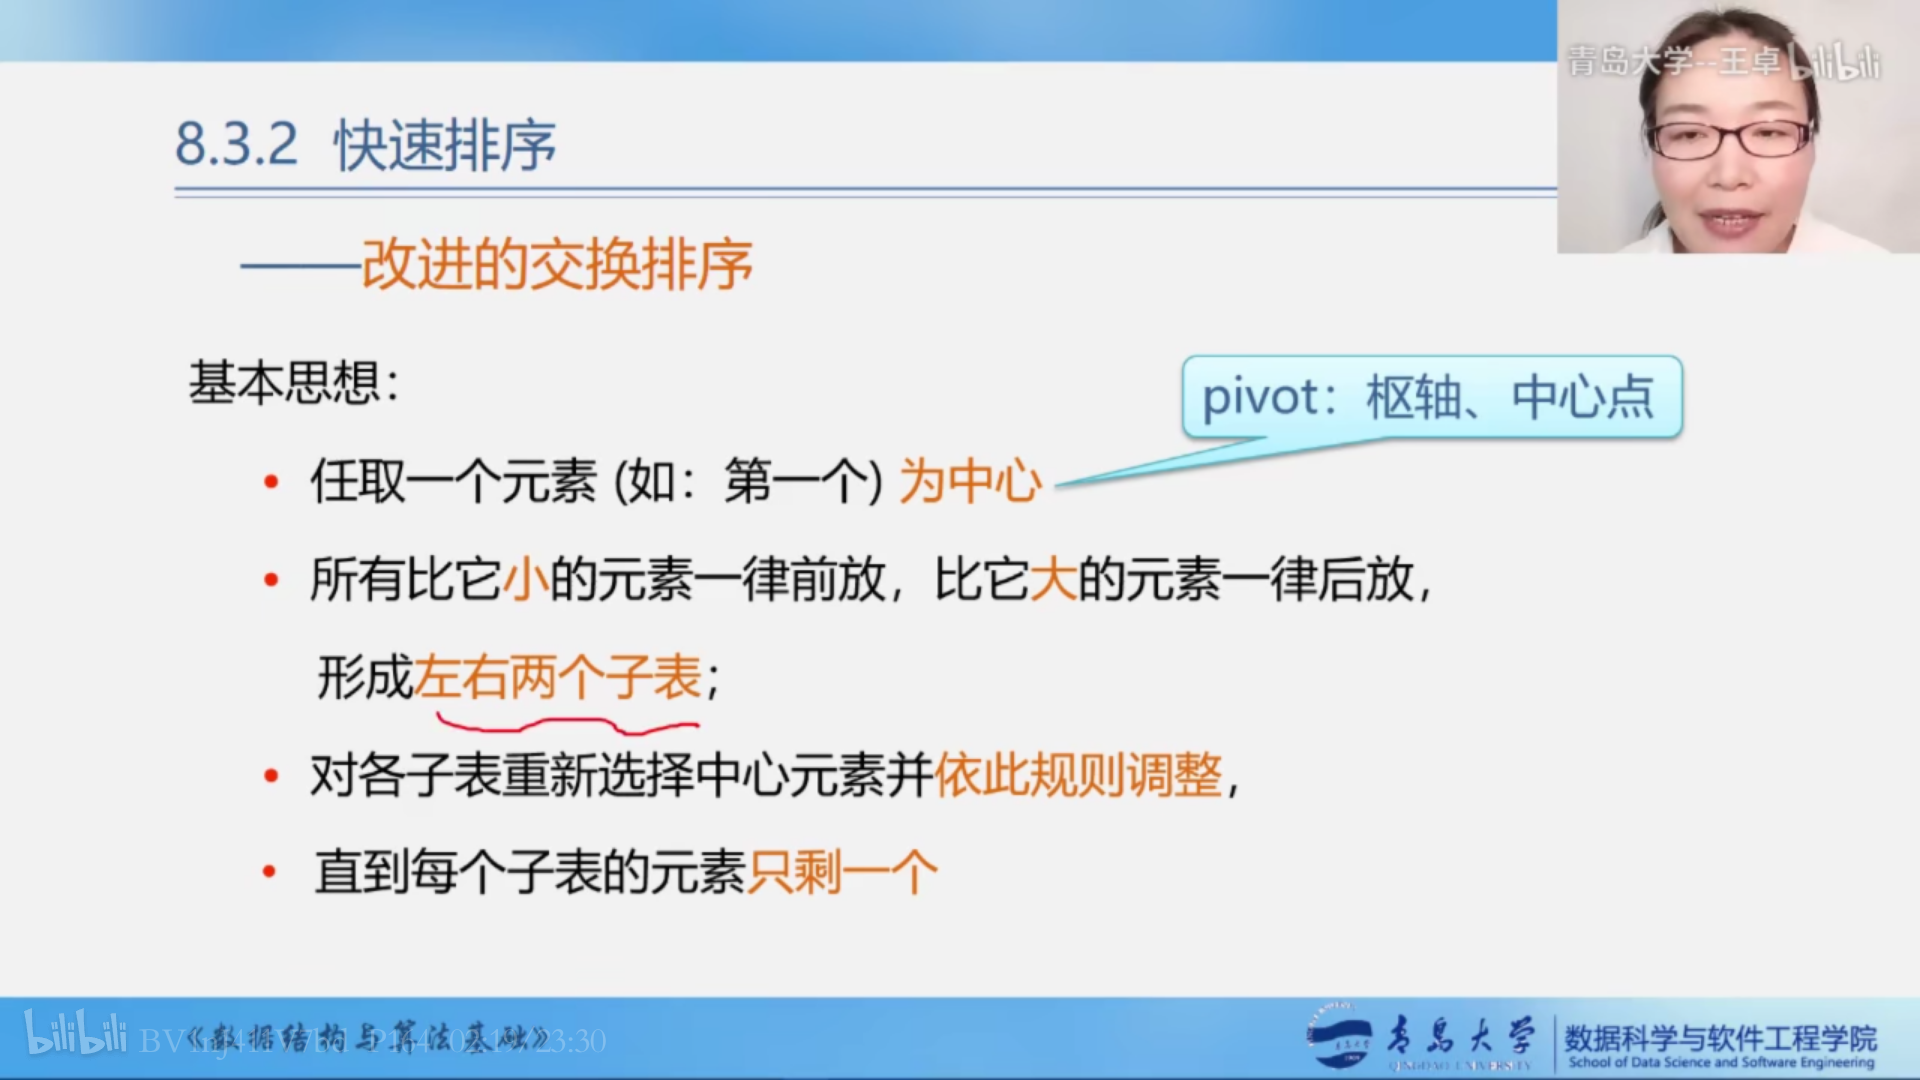 青岛大学--王卓 bilibili
8.3.2 快速排序
——改进的交换排序
基本思想：
pivot：枢轴、中心点
• 任取一个元素 (如：第一个) 为中心
• 所有比它小的元素一律前放，比它大的元素一律后放，
形成左右两个子表；
• 对各子表重新选择中心元素并依此规则调整，
• 直到每个子表的元素只剩一个
bilibili
《数据结构与算法基础》
23:30
青岛大学
QINGDAO UNIVERSITY
数据科学与软件工程学院
School of Data Science and Software Engineering